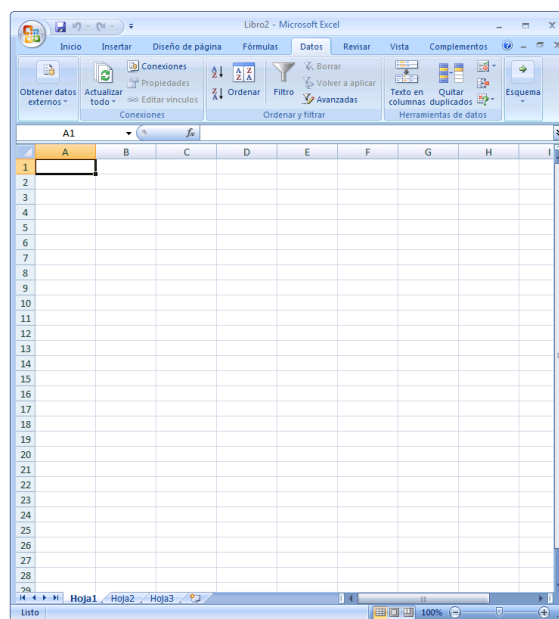 Libro2 - Microsoft Excel
Inicio Insertar Diseño de página Fórmulas Datos Revisar Vista Complementos
Obtener datos externos
Actualizar todo
Conexiones
Propiedades
Editar vínculos
Conexiones
Ordenar
Filtro
Borrar
Volver a aplicar
Avanzadas
Ordenar y filtrar
Texto en columnas
Quitar duplicados
Herramientas de datos
Esquema
A1 fx
A B C D E F G H I
1
2
3
4
5
6
7
8
9
10
11
12
13
14
15
16
17
18
19
20
21
22
23
24
25
26
27
28
29
Hoja1 Hoja2 Hoja3
Listo 100%